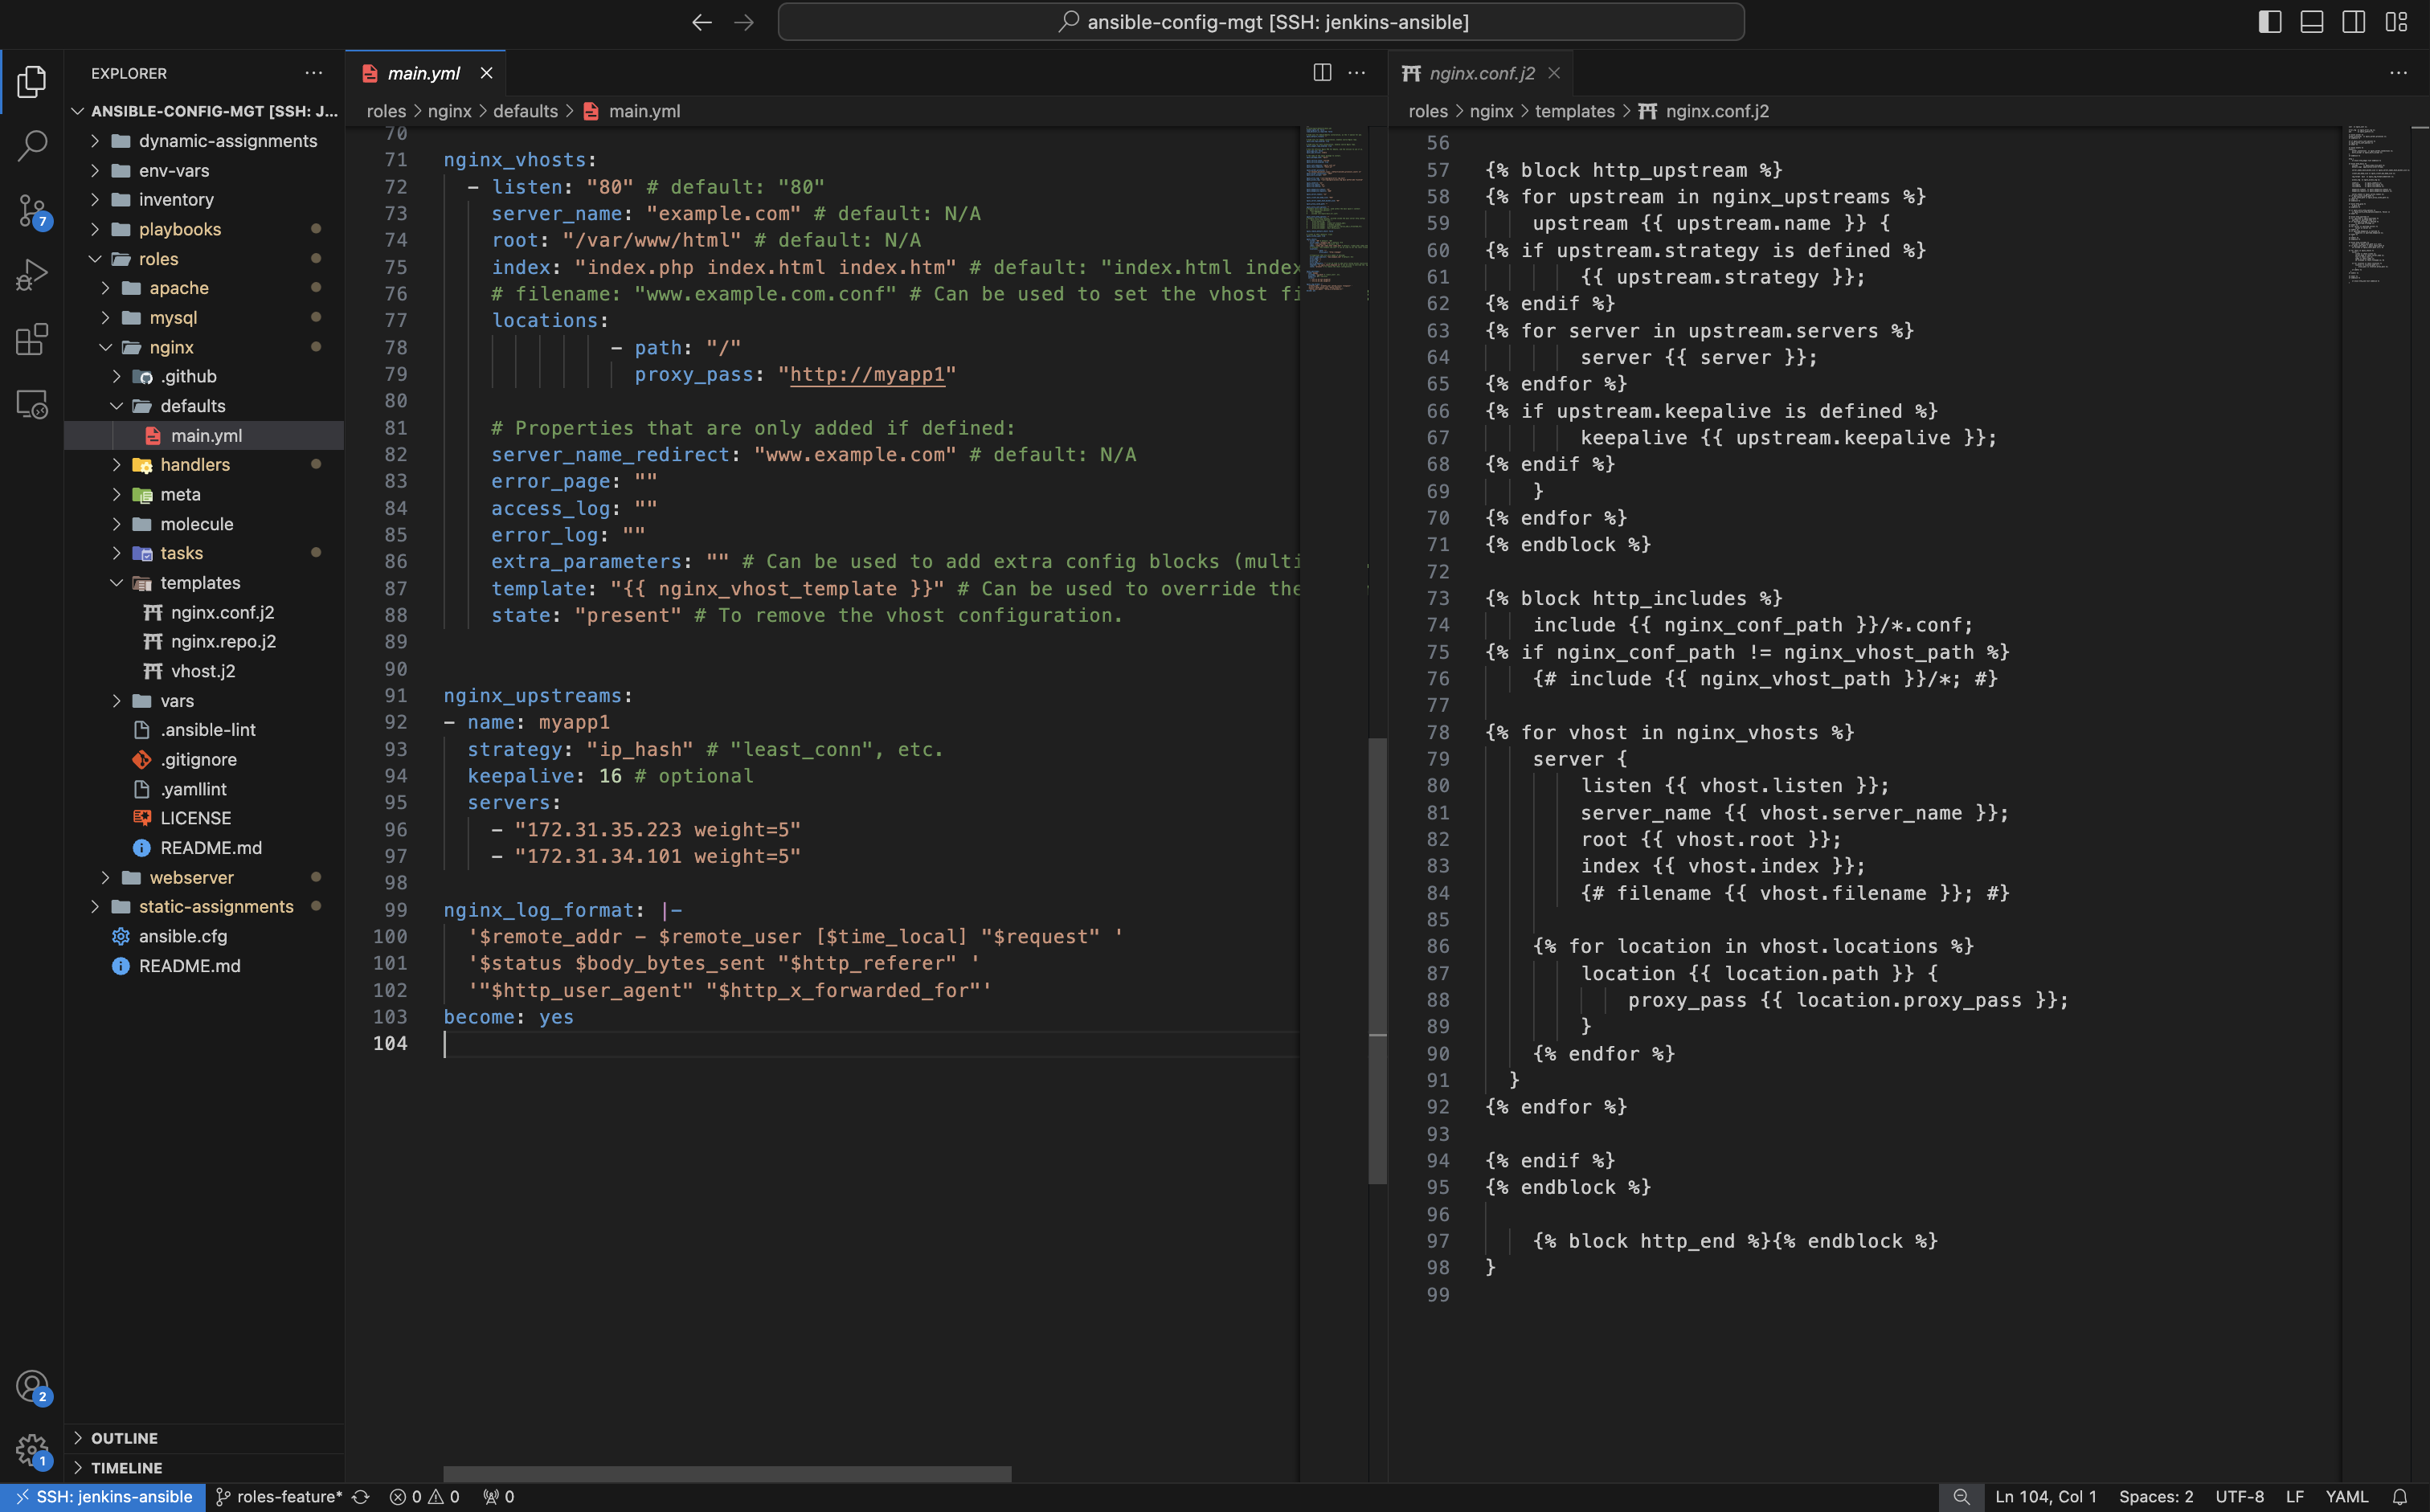 ansible-config-mgt [SSH: jenkins-ansible]
EXPLORER
ANSIBLE-CONFIG-MGT [SSH: J...
dynamic-assignments
env-vars
inventory
playbooks
roles
apache
mysql
nginx
.github
defaults
main.yml
handlers
meta
molecule
tasks
templates
nginx.conf.j2
nginx.repo.j2
vhost.j2
vars
.ansible-lint
.gitignore
.yamllint
LICENSE
README.md
webserver
static-assignments
ansible.cfg
README.md
OUTLINE
TIMELINE
7
2
1
main.yml
roles > nginx > defaults > main.yml
70
71 nginx_vhosts:
72 - listen: "80" # default: "80"
73 server_name: "example.com" # default: N/A
74 root: "/var/www/html" # default: N/A
75 index: "index.php index.html index.htm" # default: "index.html index
76 # filename: "www.example.com.conf" # Can be used to set the vhost fi
77 locations:
78 - path: "/"
79 proxy_pass: "http://myapp1"
80
81 # Properties that are only added if defined:
82 server_name_redirect: "www.example.com" # default: N/A
83 error_page: ""
84 access_log: ""
85 error_log: ""
86 extra_parameters: "" # Can be used to add extra config blocks (multi
87 template: "{{ nginx_vhost_template }}" # Can be used to override the
88 state: "present" # To remove the vhost configuration.
89
90
91 nginx_upstreams:
92 - name: myapp1
93 strategy: "ip_hash" # "least_conn", etc.
94 keepalive: 16 # optional
95 servers:
96 - "172.31.35.223 weight=5"
97 - "172.31.34.101 weight=5"
98
99 nginx_log_format: |-
100 '$remote_addr - $remote_user [$time_local] "$request" '
101 '$status $body_bytes_sent "$http_referer" '
102 '"$http_user_agent" "$http_x_forwarded_for"'
103 become: yes
104
nginx.conf.j2
roles > nginx > templates > nginx.conf.j2
56
57 {% block http_upstream %}
58 {% for upstream in nginx_upstreams %}
59 upstream {{ upstream.name }} {
60 {% if upstream.strategy is defined %}
61 {{ upstream.strategy }};
62 {% endif %}
63 {% for server in upstream.servers %}
64 server {{ server }};
65 {% endfor %}
66 {% if upstream.keepalive is defined %}
67 keepalive {{ upstream.keepalive }};
68 {% endif %}
69 }
70 {% endfor %}
71 {% endblock %}
72
73 {% block http_includes %}
74 include {{ nginx_conf_path }}/*.conf;
75 {% if nginx_conf_path != nginx_vhost_path %}
76 {# include {{ nginx_vhost_path }}/*; #}
77
78 {% for vhost in nginx_vhosts %}
79 server {
80 listen {{ vhost.listen }};
81 server_name {{ vhost.server_name }};
82 root {{ vhost.root }};
83 index {{ vhost.index }};
84 {# filename {{ vhost.filename }}; #}
85
86 {% for location in vhost.locations %}
87 location {{ location.path }} {
88 proxy_pass {{ location.proxy_pass }};
89 }
90 {% endfor %}
91 }
92 {% endfor %}
93
94 {% endif %}
95 {% endblock %}
96
97 {% block http_end %}{% endblock %}
98 }
99
SSH: jenkins-ansible roles-feature* 0 0 0 Ln 104, Col 1 Spaces: 2 UTF-8 LF YAML